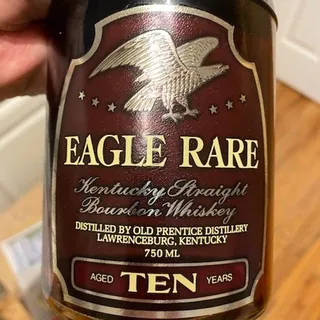 EAGLE RARE
Kentucky Straight
Bourbon Whiskey
DISTILLED BY OLD PRENTICE DISTILLERY
LAWRENCEBURG, KENTUCKY
750 ML
AGED TEN YEARS